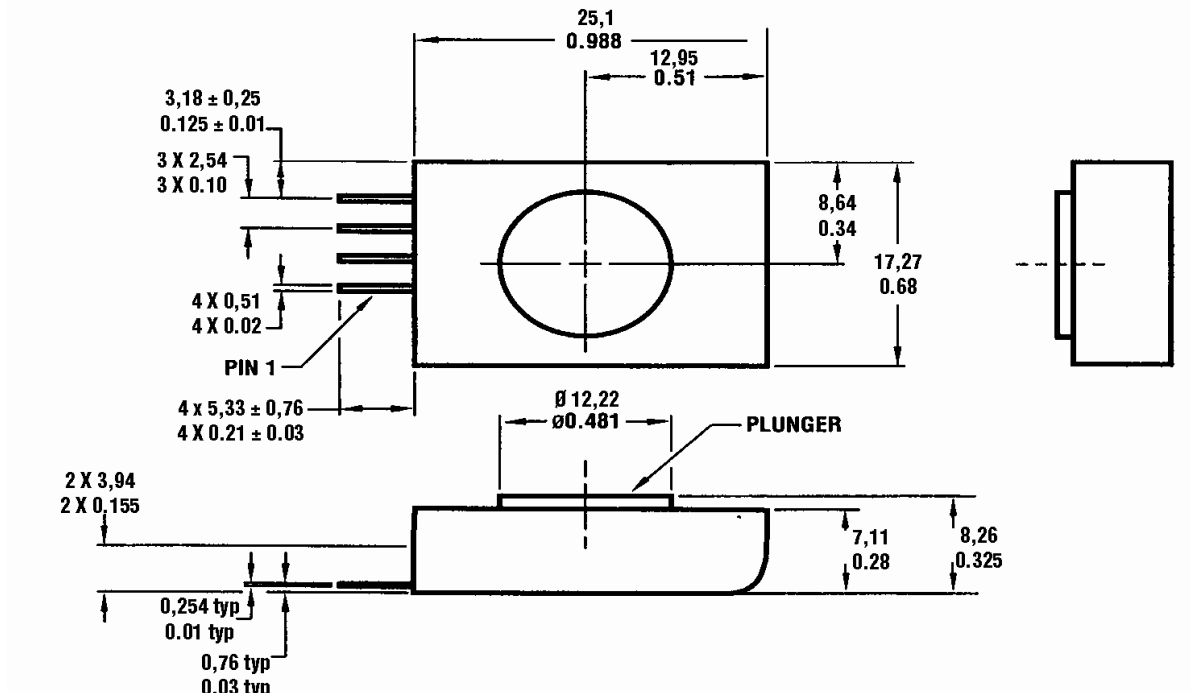 25,1
0.988
12,95
0.51
3,18 ± 0,25
0.125 ± 0.01
3 X 2,54
3 X 0.10
8,64
0.34
17,27
0.68
4 X 0,51
4 X 0.02
PIN 1
4 x 5,33 ± 0,76
4 X 0.21 ± 0.03
Ø 12,22
ø0.481
PLUNGER
2 X 3,94
2 X 0.155
7,11
0.28
8,26
0.325
0,254 typ
0.01 typ
0,76 typ
0.03 typ